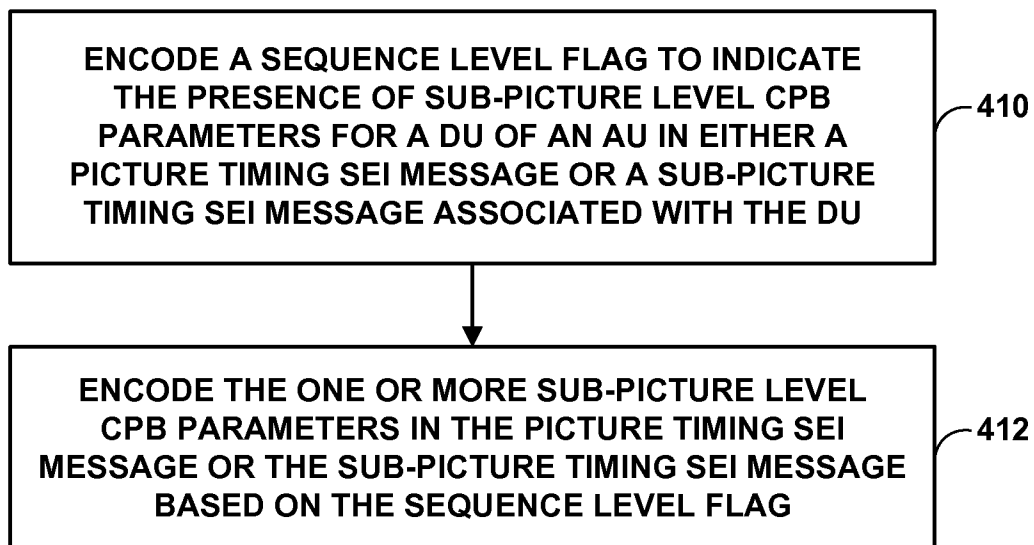 ENCODE A SEQUENCE LEVEL FLAG TO INDICATE
THE PRESENCE OF SUB-PICTURE LEVEL CPB
PARAMETERS FOR A DU OF AN AU IN EITHER A
PICTURE TIMING SEI MESSAGE OR A SUB-PICTURE
TIMING SEI MESSAGE ASSOCIATED WITH THE DU
410
ENCODE THE ONE OR MORE SUB-PICTURE LEVEL
CPB PARAMETERS IN THE PICTURE TIMING SEI
MESSAGE OR THE SUB-PICTURE TIMING SEI MESSAGE
BASED ON THE SEQUENCE LEVEL FLAG
412